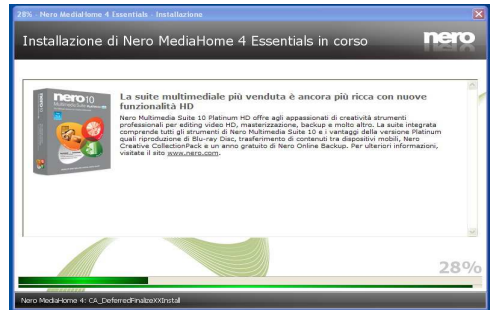 28% - Nero MediaHome 4 Essentials - Installazione
Installazione di Nero MediaHome 4 Essentials in corso
nero
nero 10
La suite multimediale più venduta è ancora più ricca con nuove
funzionalità HD
Nero Multimedia Suite 10 Platinum HD offre agli appassionati di creatività strumenti
professionali per editing video HD, masterizzazione, backup e molto altro. La suite integrata
comprende tutti gli strumenti di Nero Multimedia Suite 10 e i vantaggi della versione Platinum
quali riproduzione di Blu-ray Disc, trasferimento di contenuti tra dispositivi mobili, Nero
Creative CollectionPack e un anno gratuito di Nero Online Backup. Per ulteriori informazioni,
visitate il sito www.nero.com.
28%
Nero MediaHome 4: CA_DeferredFinalizeXXInstall